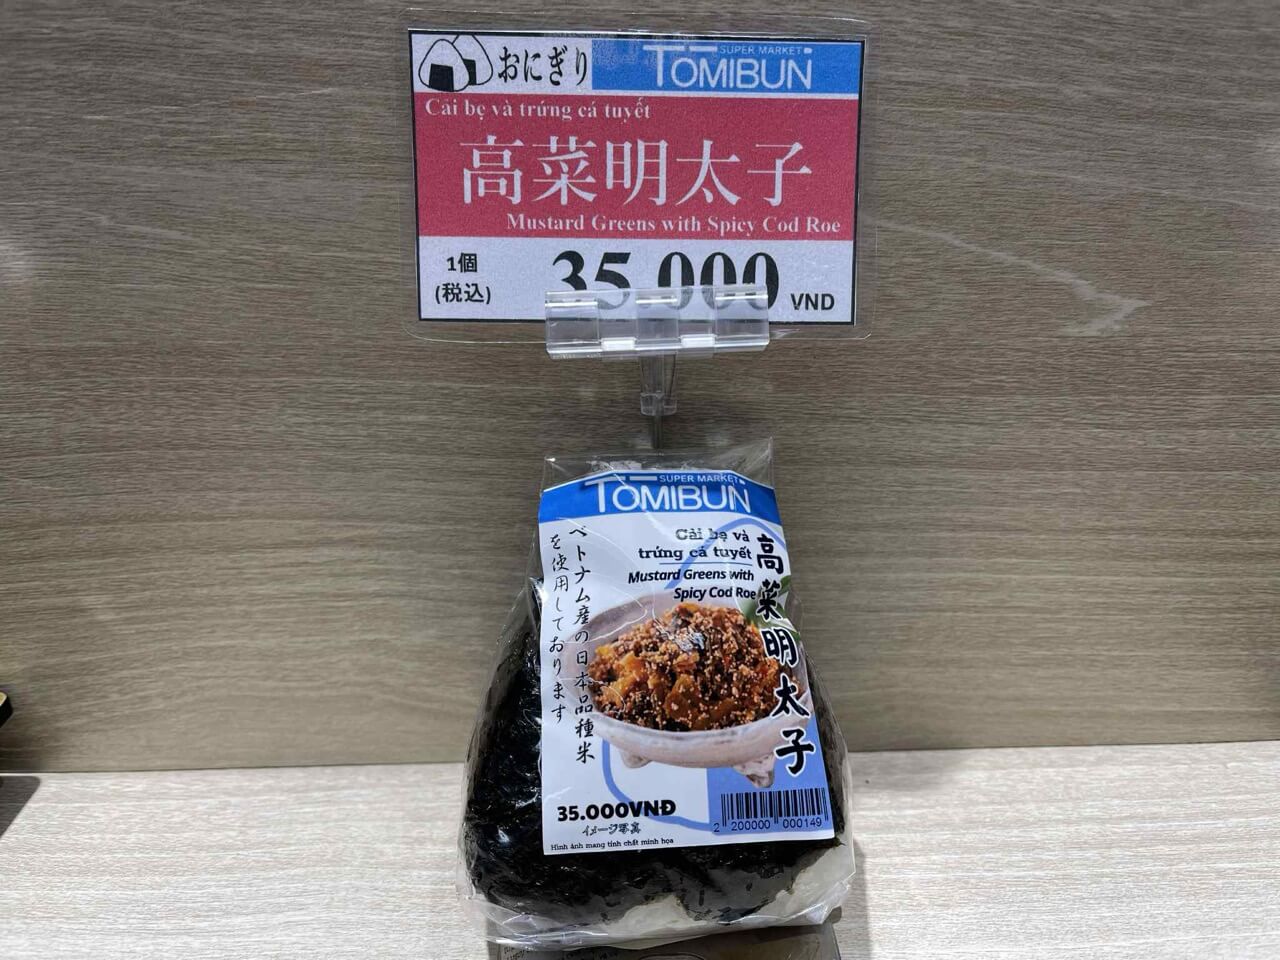 おにぎり
SUPER MARKET
TOMIBUN
Cải bẹ và trứng cá tuyết
高菜明太子
Mustard Greens with Spicy Cod Roe
1個
(税込)
35.000 VND
SUPER MARKET
TOMIBUN
Cải bẹ và
trứng cá tuyết
Mustard Greens with
Spicy Cod Roe
高菜明太子
ベトナム産の日本品種米
を使用しております
35.000VNĐ
イメージ写真
Hình ảnh mang tính chất minh họa
2 200000 000149